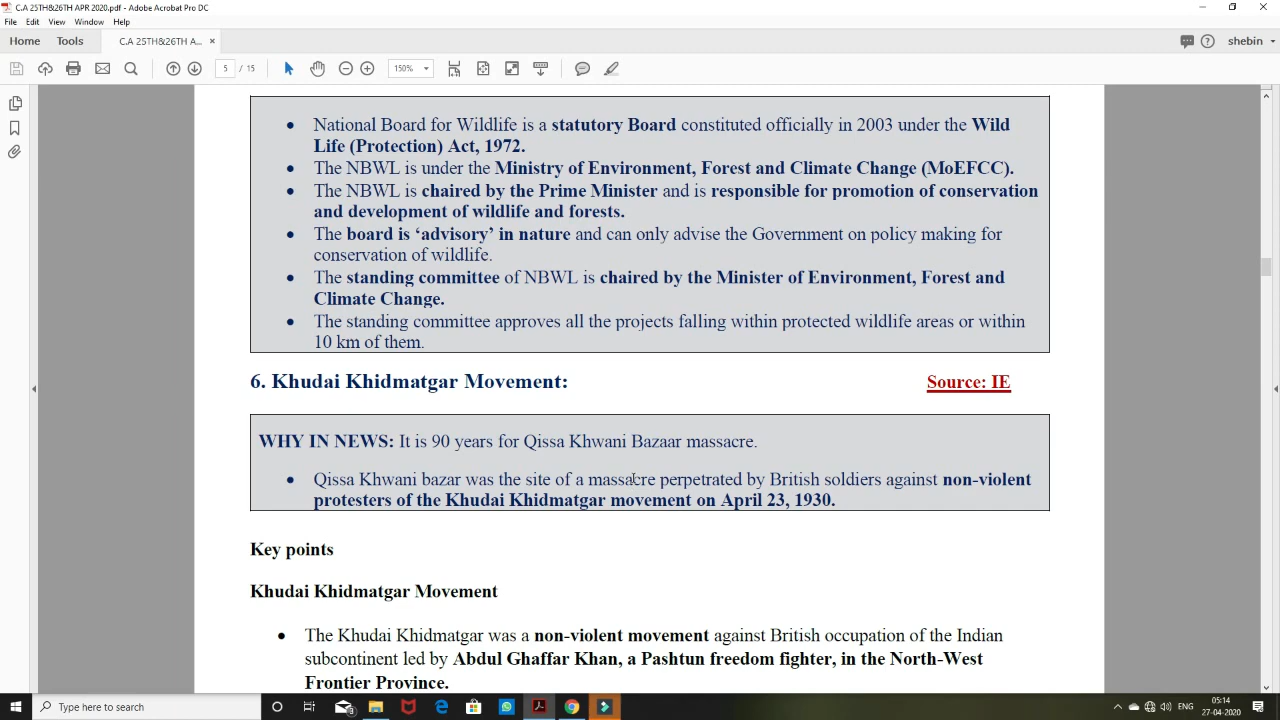 C.A 25TH&26TH APR 2020.pdf - Adobe Acrobat Pro DC
File Edit View Window Help
Home Tools C.A 25TH&26TH A... × shebin
5 / 15 150%
• National Board for Wildlife is a statutory Board constituted officially in 2003 under the Wild
Life (Protection) Act, 1972.
• The NBWL is under the Ministry of Environment, Forest and Climate Change (MoEFCC).
• The NBWL is chaired by the Prime Minister and is responsible for promotion of conservation
and development of wildlife and forests.
• The board is ‘advisory’ in nature and can only advise the Government on policy making for
conservation of wildlife.
• The standing committee of NBWL is chaired by the Minister of Environment, Forest and
Climate Change.
• The standing committee approves all the projects falling within protected wildlife areas or within
10 km of them.
6. Khudai Khidmatgar Movement: Source: IE
WHY IN NEWS: It is 90 years for Qissa Khwani Bazaar massacre.
• Qissa Khwani bazar was the site of a massacre perpetrated by British soldiers against non-violent
protesters of the Khudai Khidmatgar movement on April 23, 1930.
Key points
Khudai Khidmatgar Movement
• The Khudai Khidmatgar was a non-violent movement against British occupation of the Indian
subcontinent led by Abdul Ghaffar Khan, a Pashtun freedom fighter, in the North-West
Frontier Province.
Type here to search
ENG
05:14
27-04-2020